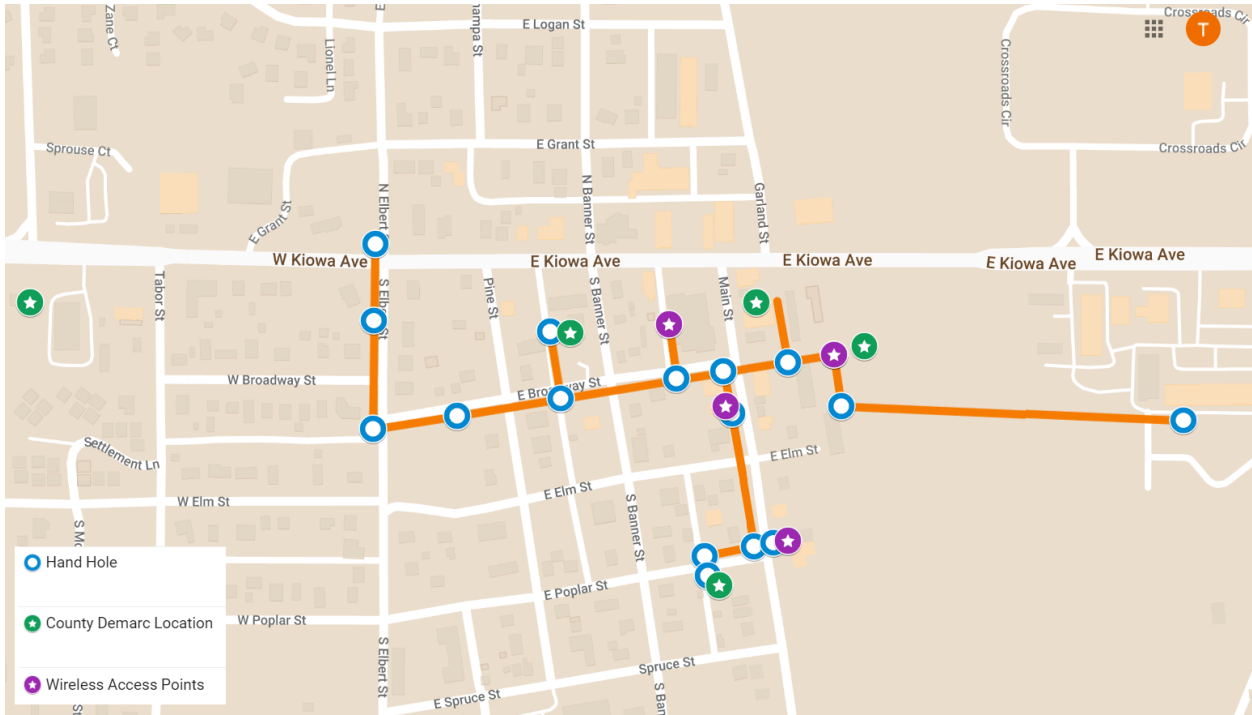 Zane Ct
Lionel Ln
E
hampa St
E Logan St
Crossroads Cir
T
Crossroads Cir
Sprouse Ct
E Grant St
Crossroads Cir
N Elbert
N Banner St
Garland St
E Grant St
W Kiowa Ave
E Kiowa Ave
E Kiowa Ave
E Kiowa Ave
E Kiowa Ave
Tabor St
S Elbert St
Pine St
S Banner St
Main St
W Broadway St
E Broadway St
Settlement Ln
E Elm St
W Elm St
E Elm St
S Banner St
S Mo
Hand Hole
E Poplar St
County Demarc Location
W Poplar St
S Elbert St
Spruce St
Wireless Access Points
E Spruce St
S Ban
St